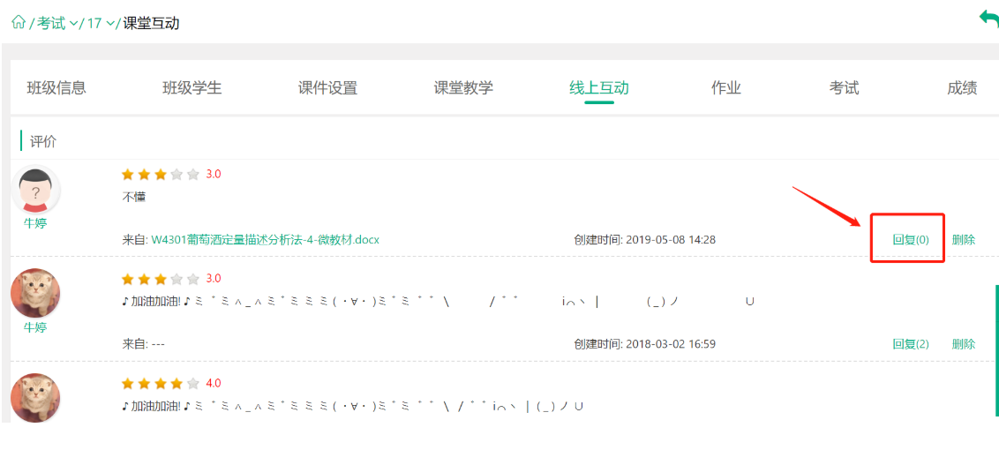 /考试 / 17 / 课堂互动
班级信息 班级学生 课件设置 课堂教学 线上互动 作业 考试 成绩
评价
3.0
不懂
牛婷
来自: W4301葡萄酒定量描述分析法-4-微教材.docx 创建时间: 2019-05-08 14:28 回复(0) 删除
3.0
♪ 加油加油! ♪ ミ ゛ミ ∧ _ ∧ ミ ゛ミ ミ ミ ( ・∀・ )ミ ゛ミ ゛ ゛ \ / ゛ ゛ i⌒ヽ | (_)ノ ∪
牛婷
来自: --- 创建时间: 2018-03-02 16:59 回复(2) 删除
4.0
♪ 加油加油! ♪ ミ ゛ミ ∧ _ ∧ ミ ゛ミ ミ ミ ( ・∀・ )ミ ゛ミ ゛ ゛ \ / ゛ ゛ i⌒ヽ | (_)ノ ∪